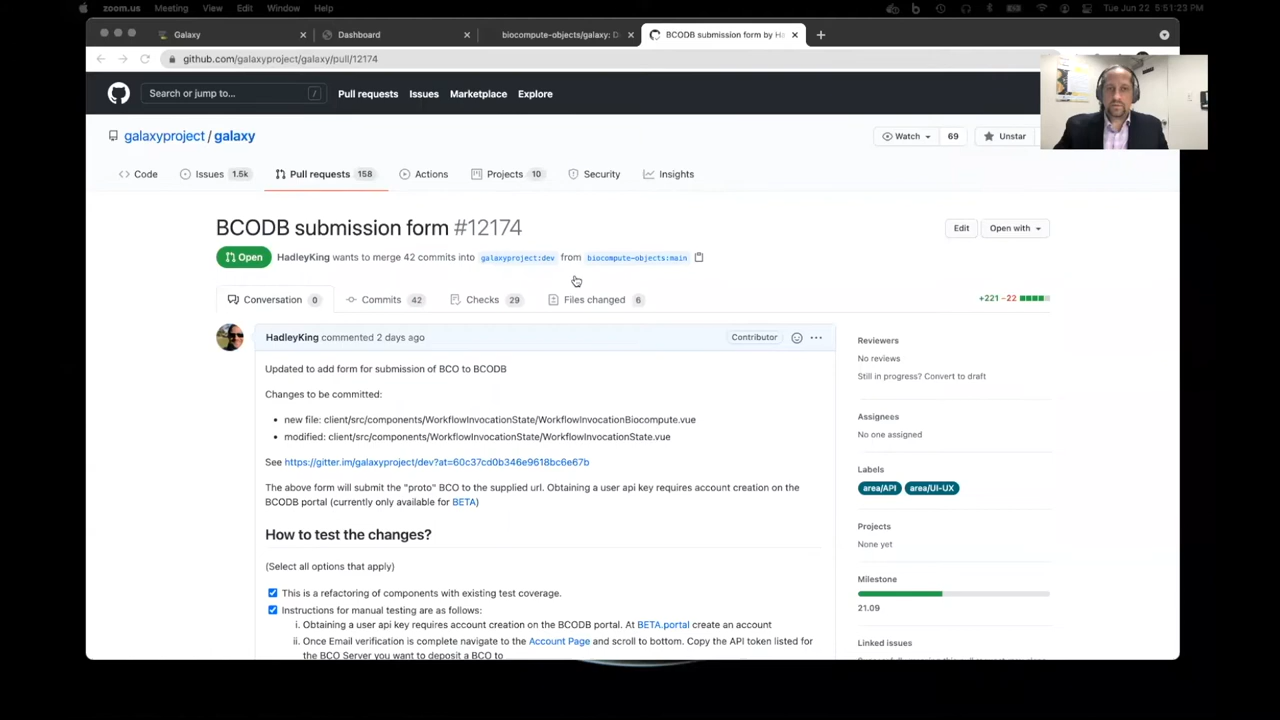 zoom.us Meeting View Edit Window Help Tue Jun 22 5:51:23 PM
Galaxy Dashboard biocompute-objects/galaxy: D BCODB submission form by Ha
github.com/galaxyproject/galaxy/pull/12174
Search or jump to... / Pull requests Issues Marketplace Explore
galaxyproject / galaxy Watch 69 Unstar
Code Issues 1.5k Pull requests 158 Actions Projects 10 Security Insights
BCODB submission form #12174 Edit Open with
Open HadleyKing wants to merge 42 commits into galaxyproject:dev from biocompute-objects:main
Conversation 0 Commits 42 Checks 29 Files changed 6 +221 −22
HadleyKing commented 2 days ago Contributor
Updated to add form for submission of BCO to BCODB
Changes to be committed:
• new file: client/src/components/WorkflowInvocationState/WorkflowInvocationBiocompute.vue
• modified: client/src/components/WorkflowInvocationState/WorkflowInvocationState.vue
See https://gitter.im/galaxyproject/dev?at=60c37cd0b346e9618bc6e67b
The above form will submit the "proto" BCO to the supplied url. Obtaining a user api key requires account creation on the
BCODB portal (currently only available for BETA)
How to test the changes?
(Select all options that apply)
This is a refactoring of components with existing test coverage.
Instructions for manual testing are as follows:
i. Obtaining a user api key requires account creation on the BCODB portal. At BETA.portal create an account
ii. Once Email verification is complete navigate to the Account Page and scroll to bottom. Copy the API token listed for
the BCO Server you want to deposit a BCO to
Reviewers
No reviews
Still in progress? Convert to draft
Assignees
No one assigned
Labels
area/API area/UI-UX
Projects
None yet
Milestone
21.09
Linked issues